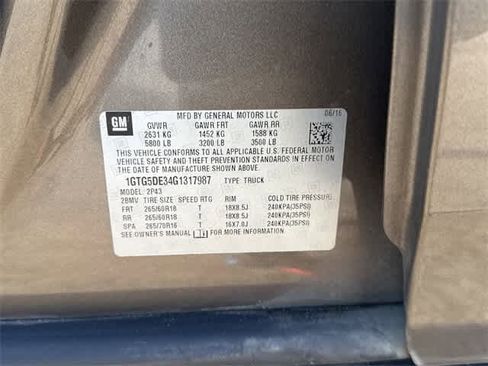 GM
MFD BY GENERAL MOTORS LLC 06/16
GVWR GAWR FRT GAWR RR
2631 KG 1452 KG 1588 KG
5800 LB 3200 LB 3500 LB
THIS VEHICLE CONFORMS TO ALL APPLICABLE U.S. FEDERAL MOTOR
VEHICLE SAFETY AND THEFT PREVENTION STANDARDS IN EFFECT ON
THE DATE OF MANUFACTURE SHOWN ABOVE.
1GTG5DE34G1317987 TYPE: TRUCK
MODEL: 2P43
2BMV TIRE SIZE SPEED RTG RIM COLD TIRE PRESSURE
FRT 265/60R18 T 18X8.5J 240KPA(35PSI)
RR 265/60R18 T 18X8.5J 240KPA(35PSI)
SPA 265/70R16 T 16X7.0J 240KPA(35PSI)
SEE OWNER'S MANUAL FOR MORE INFORMATION.